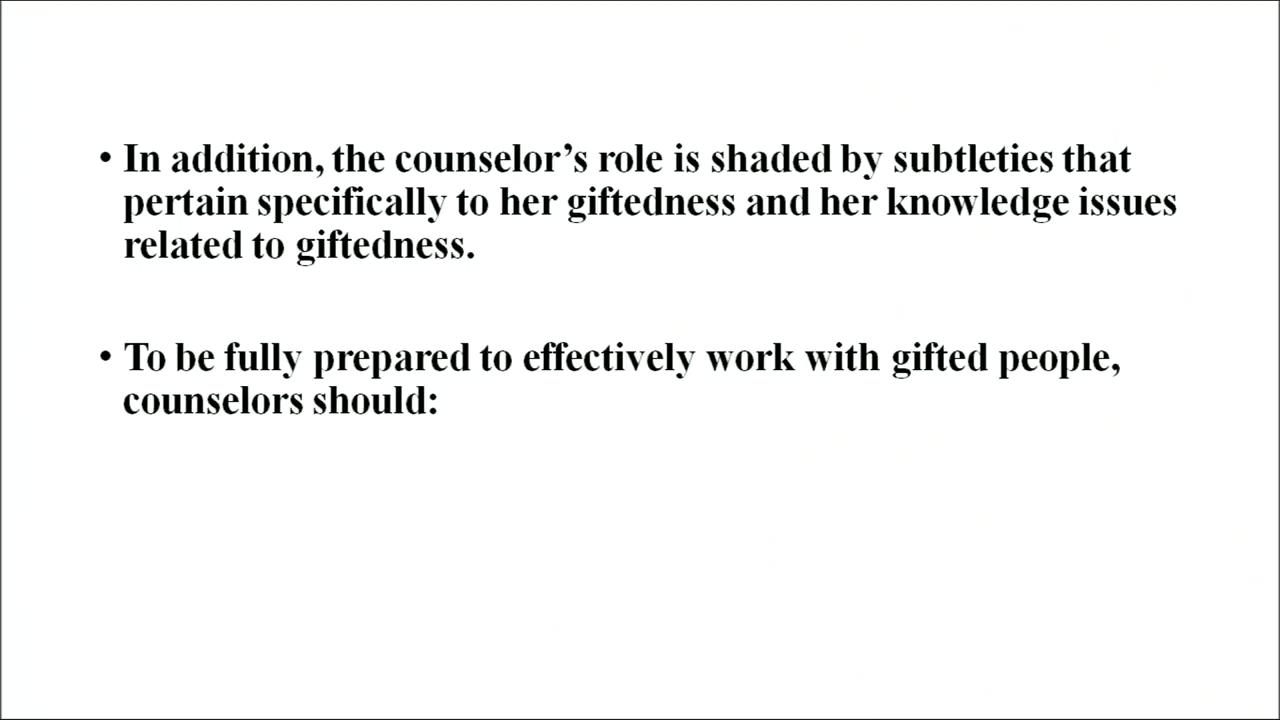 • In addition, the counselor’s role is shaded by subtleties that
pertain specifically to her giftedness and her knowledge issues
related to giftedness.
• To be fully prepared to effectively work with gifted people,
counselors should: